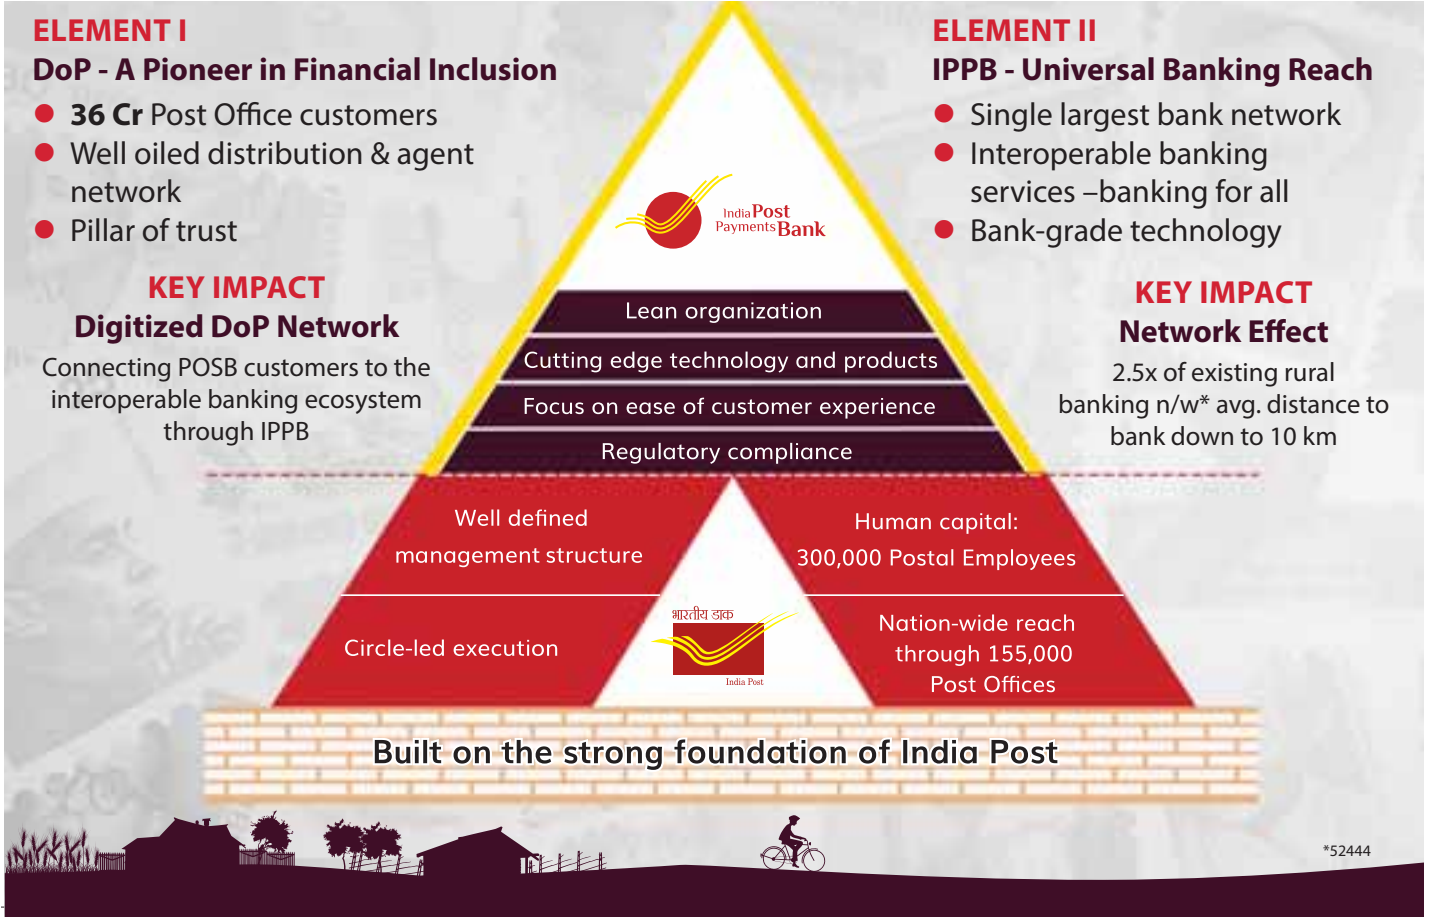 ELEMENT I
DoP - A Pioneer in Financial Inclusion
● 36 Cr Post Office customers
● Well oiled distribution & agent
network
● Pillar of trust
KEY IMPACT
Digitized DoP Network
Connecting POSB customers to the
interoperable banking ecosystem
through IPPB
ELEMENT II
IPPB - Universal Banking Reach
● Single largest bank network
● Interoperable banking
services –banking for all
● Bank-grade technology
KEY IMPACT
Network Effect
2.5x of existing rural
banking n/w* avg. distance to
bank down to 10 km
India Post
Payments Bank
Lean organization
Cutting edge technology and products
Focus on ease of customer experience
Regulatory compliance
Well defined
management structure
Human capital:
300,000 Postal Employees
Circle-led execution
भारतीय डाक
India Post
Nation-wide reach
through 155,000
Post Offices
Built on the strong foundation of India Post
*52444